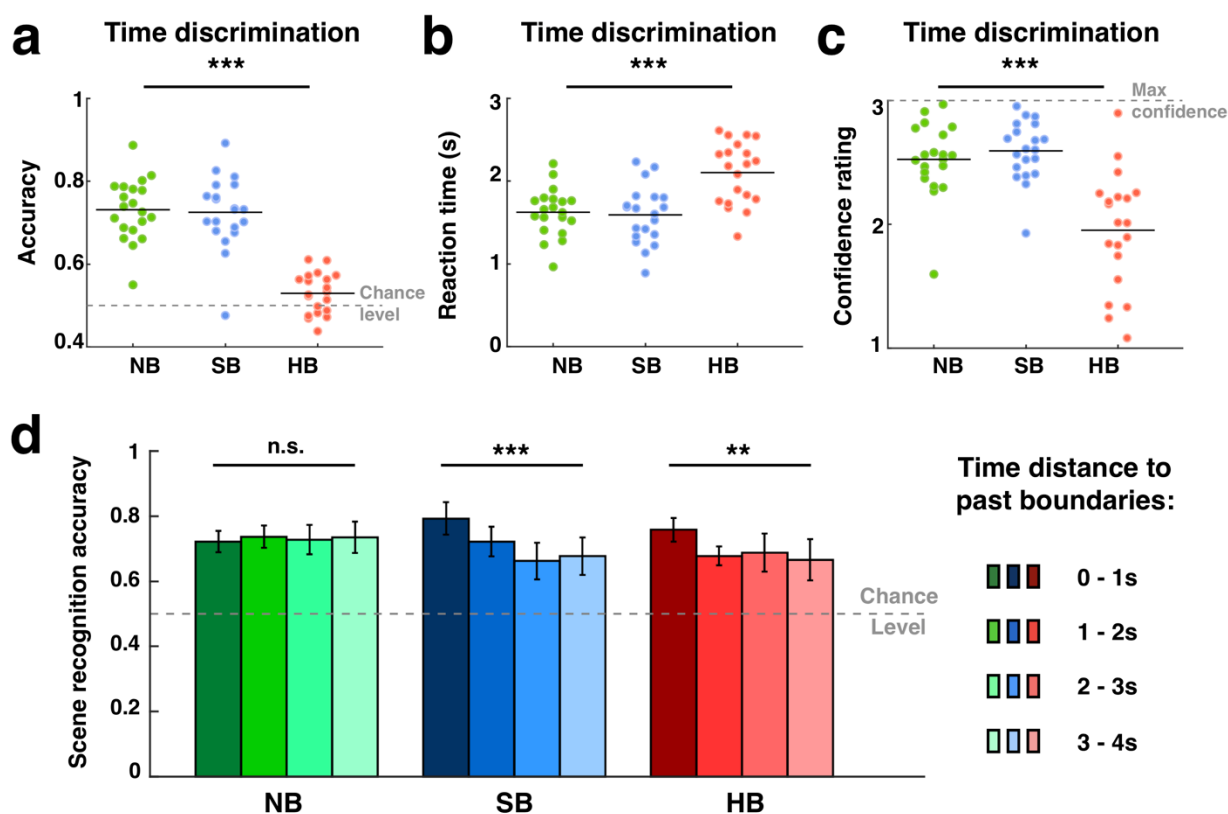 a
Time discrimination
***
Accuracy
1
0.8
0.6
0.4
Chance
level
NB SB HB
b
Time discrimination
***
Reaction time (s)
3
2
1
0
NB SB HB
c
Time discrimination
***
Max
confidence
Confidence rating
3
2
1
NB SB HB
d
Scene recognition accuracy
1
0.8
0.6
0.4
0.2
0
n.s.
***
**
Chance
Level
NB SB HB
Time distance to
past boundaries:
0 - 1s
1 - 2s
2 - 3s
3 - 4s